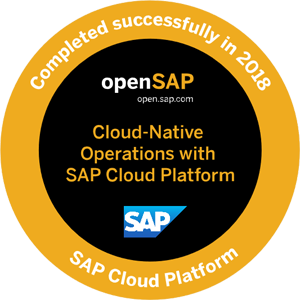 Completed successfully in 2018
openSAP
open.sap.com
Cloud-Native
Operations with
SAP Cloud Platform
SAP
SAP Cloud Platform